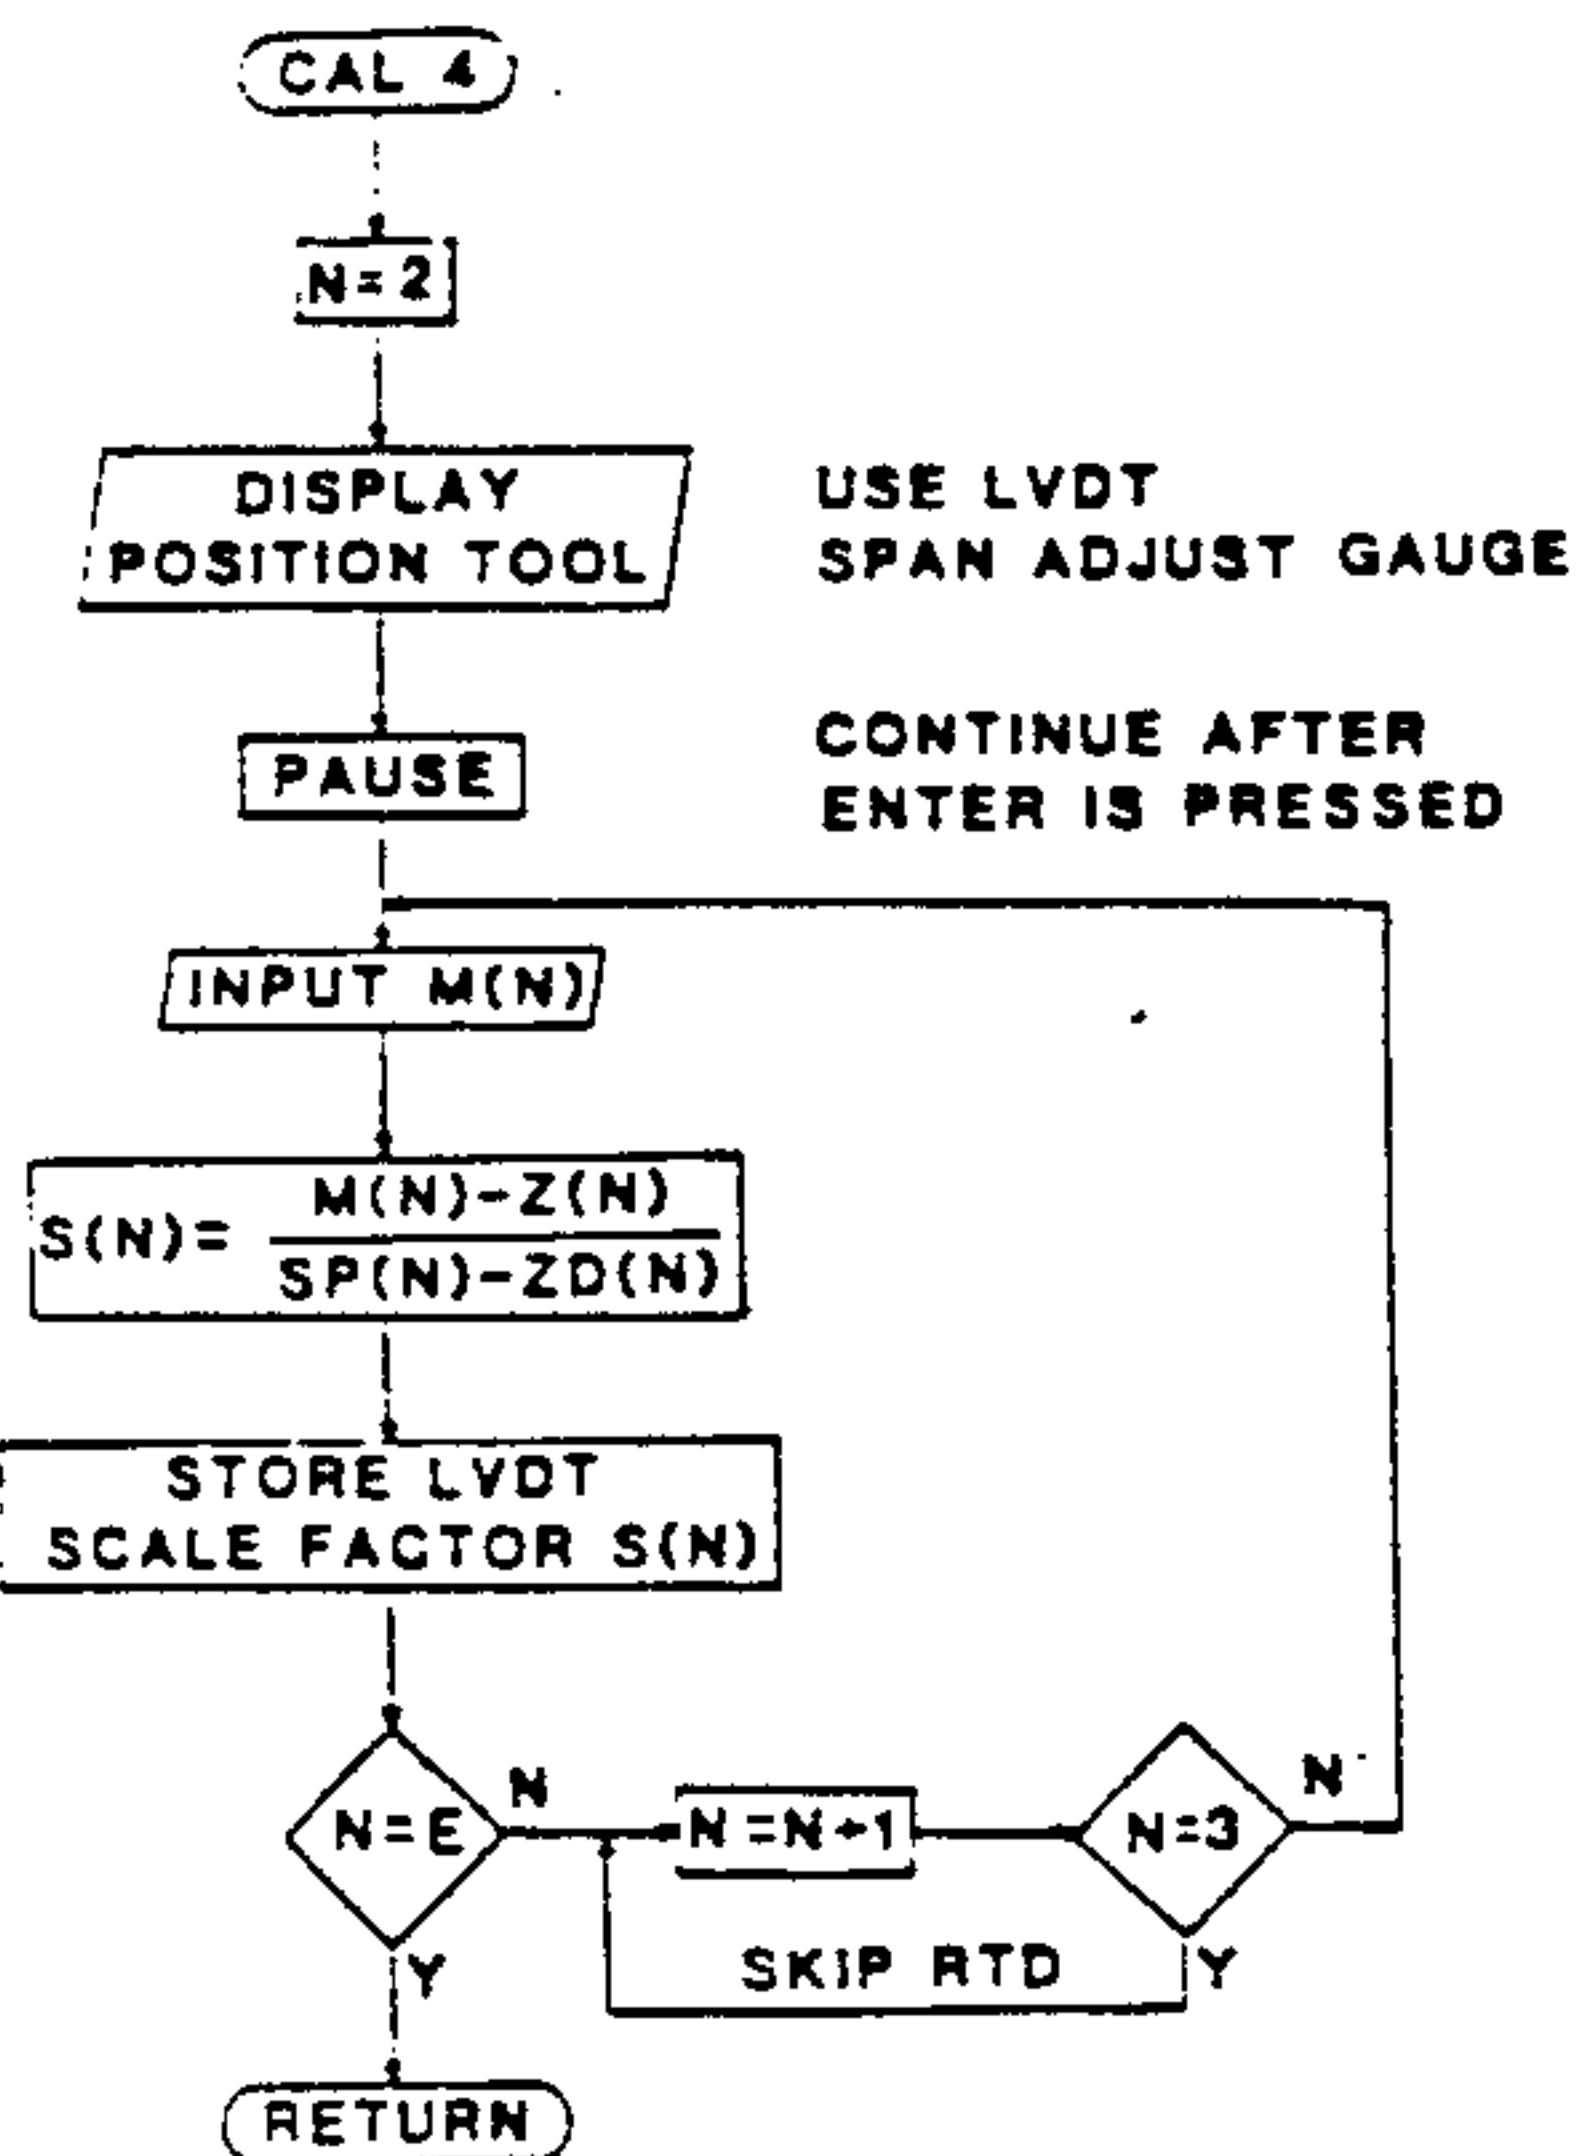 CAL 4
N=2
DISPLAY
POSITION TOOL
USE LVDT
SPAN ADJUST GAUGE
PAUSE
CONTINUE AFTER
ENTER IS PRESSED
INPUT M(N)
S(N)= M(N)-Z(N)
SP(N)-ZD(N)
STORE LVDT
SCALE FACTOR S(N)
N=E
N
N=N+1
N=3
N
Y
SKIP RTD
Y
RETURN